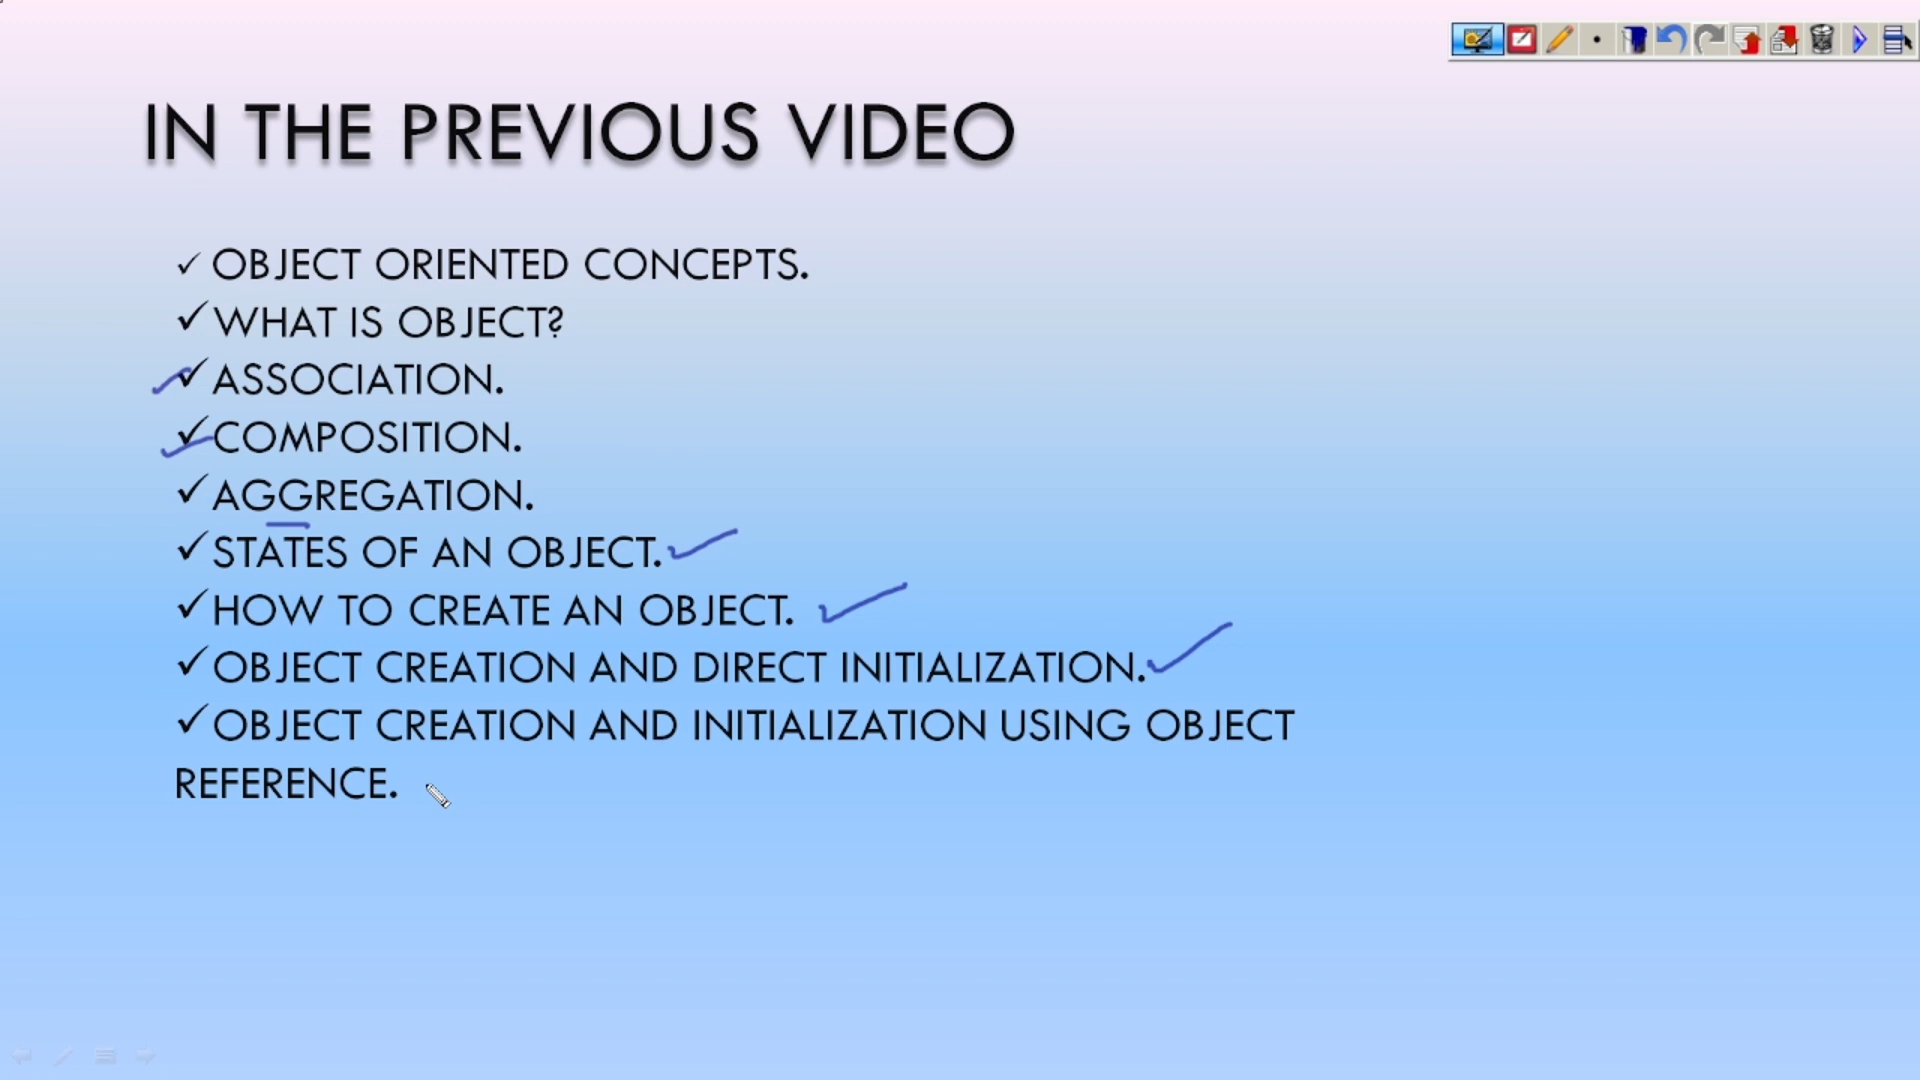 IN THE PREVIOUS VIDEO
✓ OBJECT ORIENTED CONCEPTS.
✓ WHAT IS OBJECT?
✓ ASSOCIATION.
✓ COMPOSITION.
✓ AGGREGATION.
✓ STATES OF AN OBJECT.
✓ HOW TO CREATE AN OBJECT.
✓ OBJECT CREATION AND DIRECT INITIALIZATION.
✓ OBJECT CREATION AND INITIALIZATION USING OBJECT
REFERENCE.